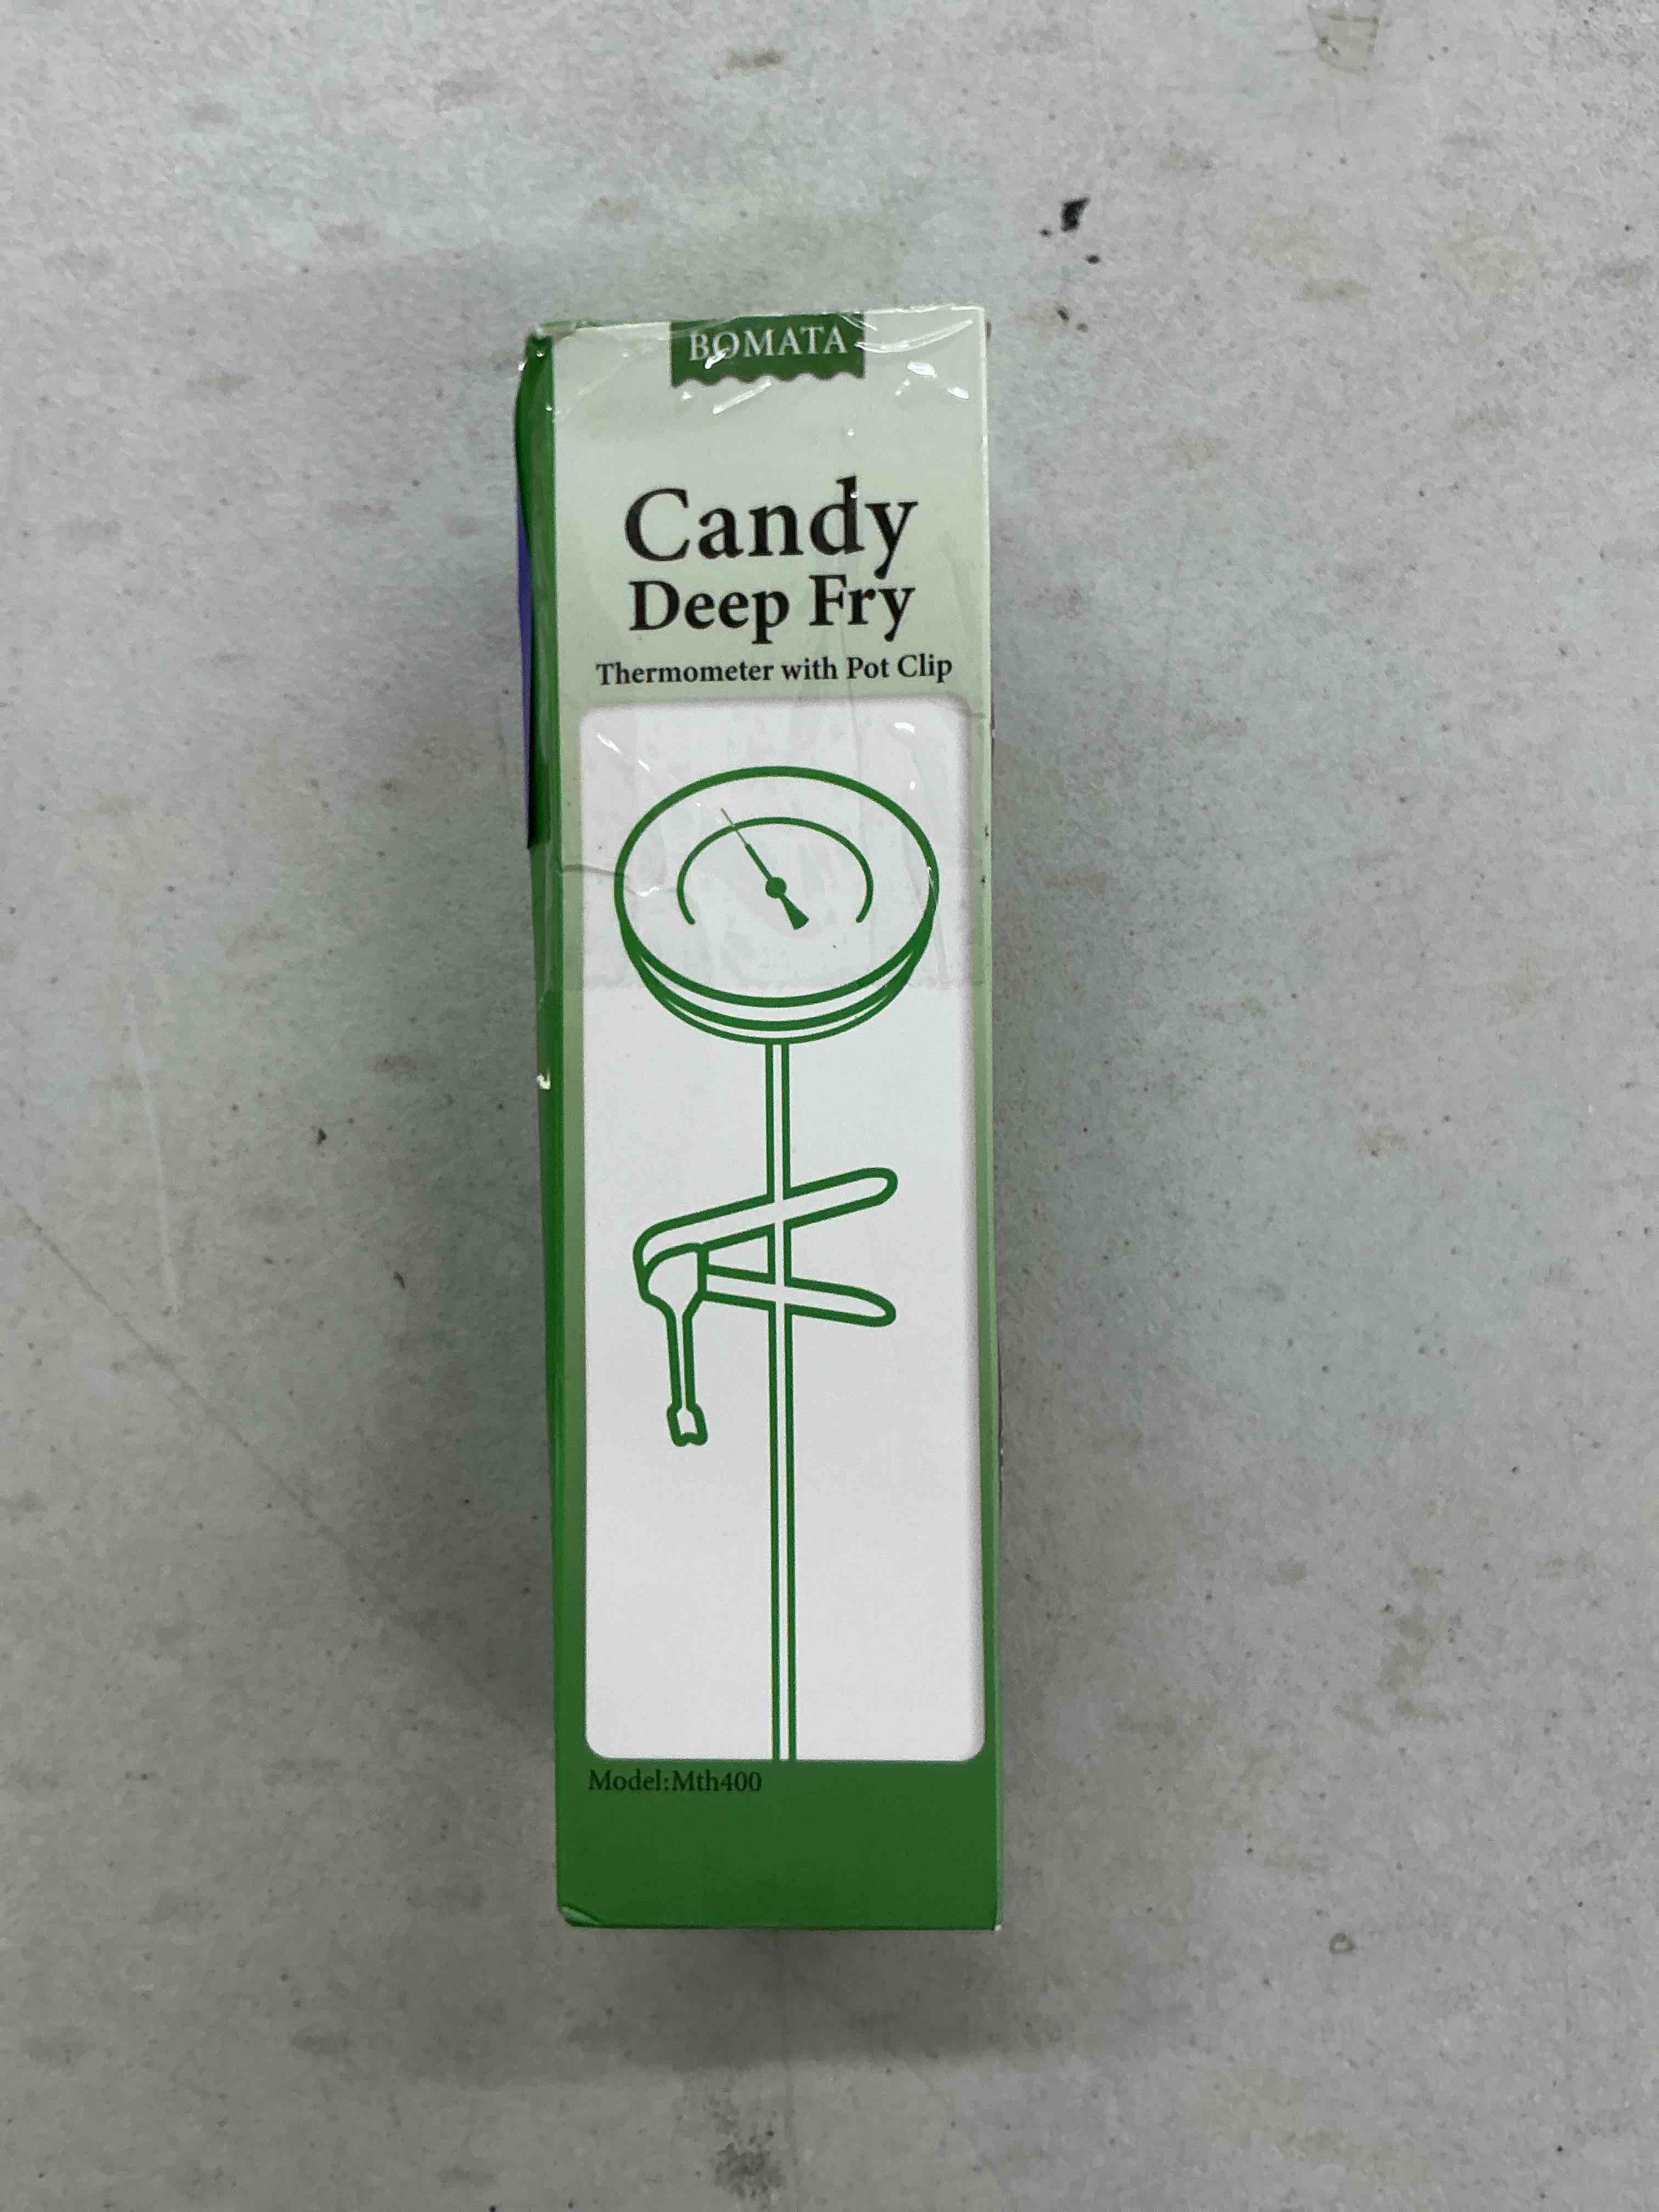 BOMATA
Candy
Deep Fry
Thermometer with Pot Clip
Model:Mth400